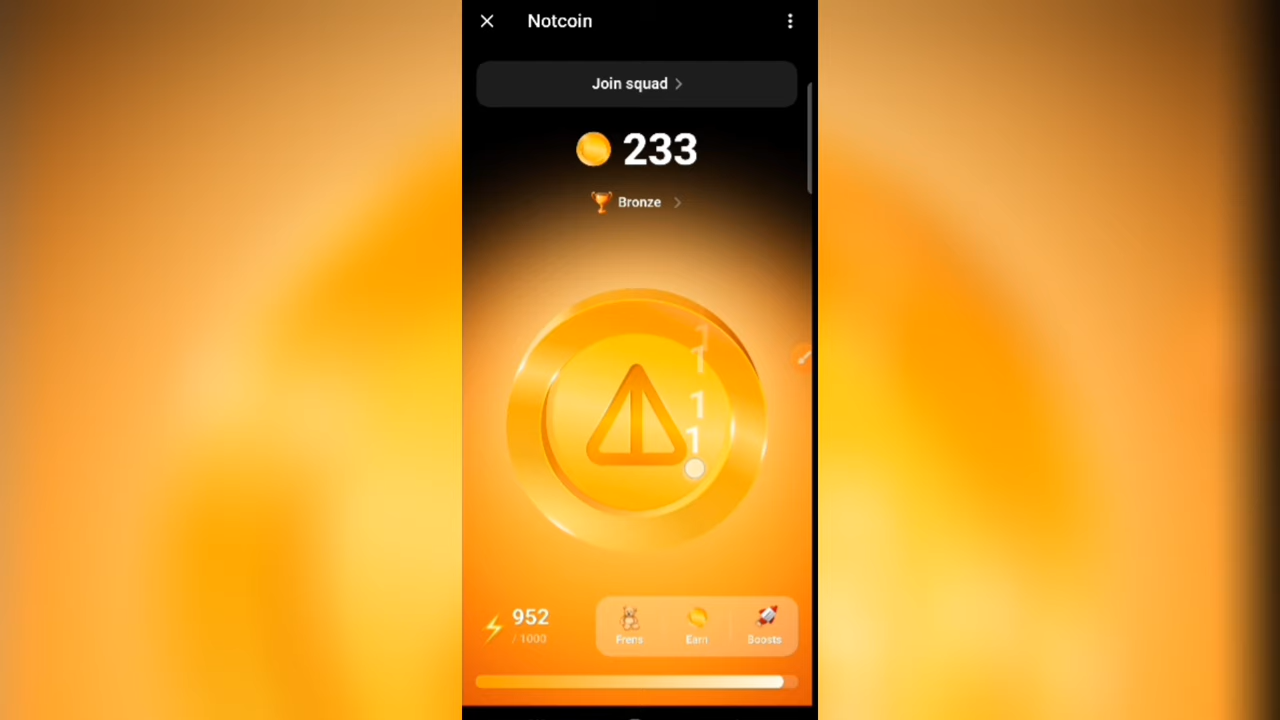 Notcoin
Join squad
233
Bronze
1
1
1
1
952
/ 1000
Frens
Earn
Boosts